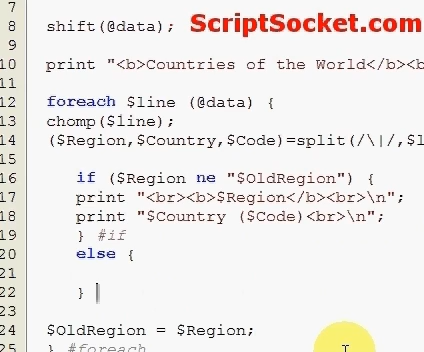 7
8 shift(@data); ScriptSocket.com
9
10 print "<b>Countries of the World</b><b
11
12 foreach $line (@data) {
13 chomp($line);
14 ($Region,$Country,$Code)=split(/\|/,$l
15
16 if ($Region ne "$OldRegion") {
17 print "<br><b>$Region</b><br>\n";
18 print "$Country ($Code)<br>\n";
19 } #if
20 else {
21
22 }
23
24 $OldRegion = $Region;
25 } #foreach